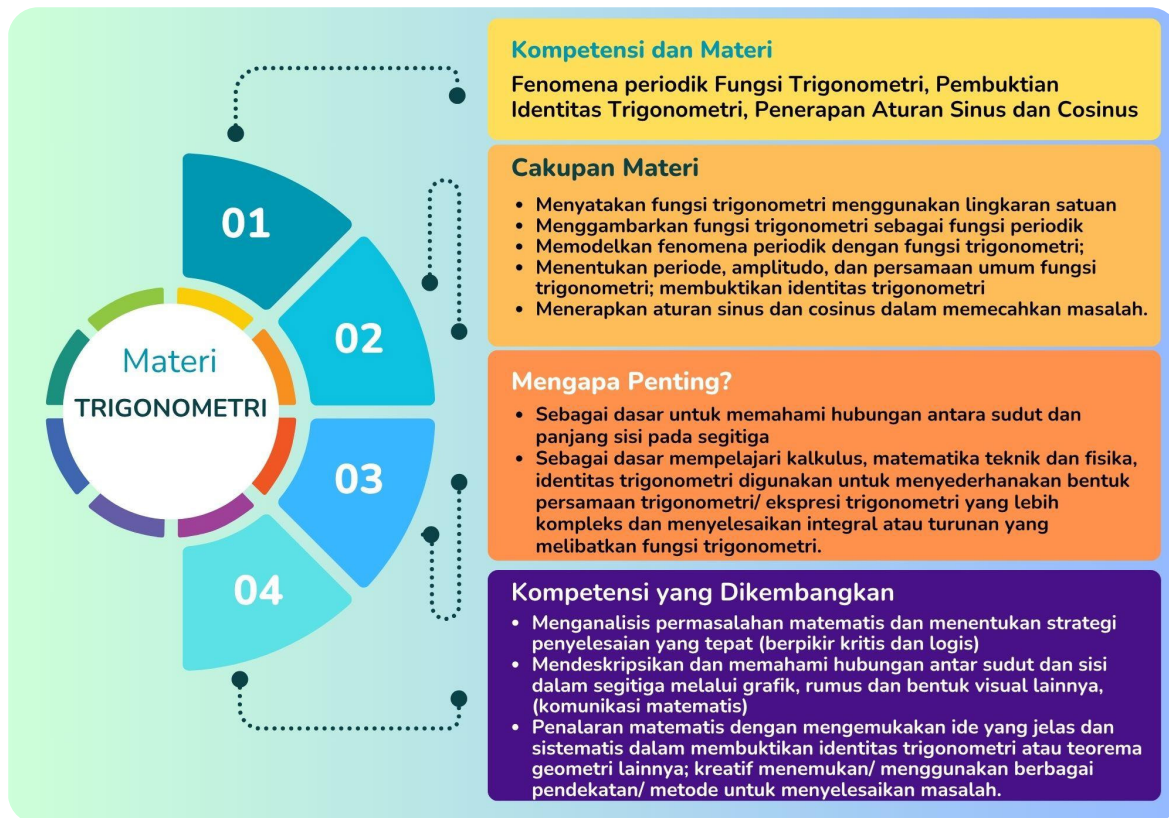 Kompetensi dan Materi
Fenomena periodik Fungsi Trigonometri, Pembuktian
Identitas Trigonometri, Penerapan Aturan Sinus dan Cosinus
01
Cakupan Materi
• Menyatakan fungsi trigonometri menggunakan lingkaran satuan
• Menggambarkan fungsi trigonometri sebagai fungsi periodik
• Memodelkan fenomena periodik dengan fungsi trigonometri;
• Menentukan periode, amplitudo, dan persamaan umum fungsi
trigonometri; membuktikan identitas trigonometri
• Menerapkan aturan sinus dan cosinus dalam memecahkan masalah.
02
Materi
TRIGONOMETRI
Mengapa Penting?
• Sebagai dasar untuk memahami hubungan antara sudut dan
panjang sisi pada segitiga
• Sebagai dasar mempelajari kalkulus, matematika teknik dan fisika,
identitas trigonometri digunakan untuk menyederhanakan bentuk
persamaan trigonometri/ ekspresi trigonometri yang lebih
kompleks dan menyelesaikan integral atau turunan yang
melibatkan fungsi trigonometri.
03
04
Kompetensi yang Dikembangkan
• Menganalisis permasalahan matematis dan menentukan strategi
penyelesaian yang tepat (berpikir kritis dan logis)
• Mendeskripsikan dan memahami hubungan antar sudut dan sisi
dalam segitiga melalui grafik, rumus dan bentuk visual lainnya,
(komunikasi matematis)
• Penalaran matematis dengan mengemukakan ide yang jelas dan
sistematis dalam membuktikan identitas trigonometri atau teorema
geometri lainnya; kreatif menemukan/ menggunakan berbagai
pendekatan/ metode untuk menyelesaikan masalah.